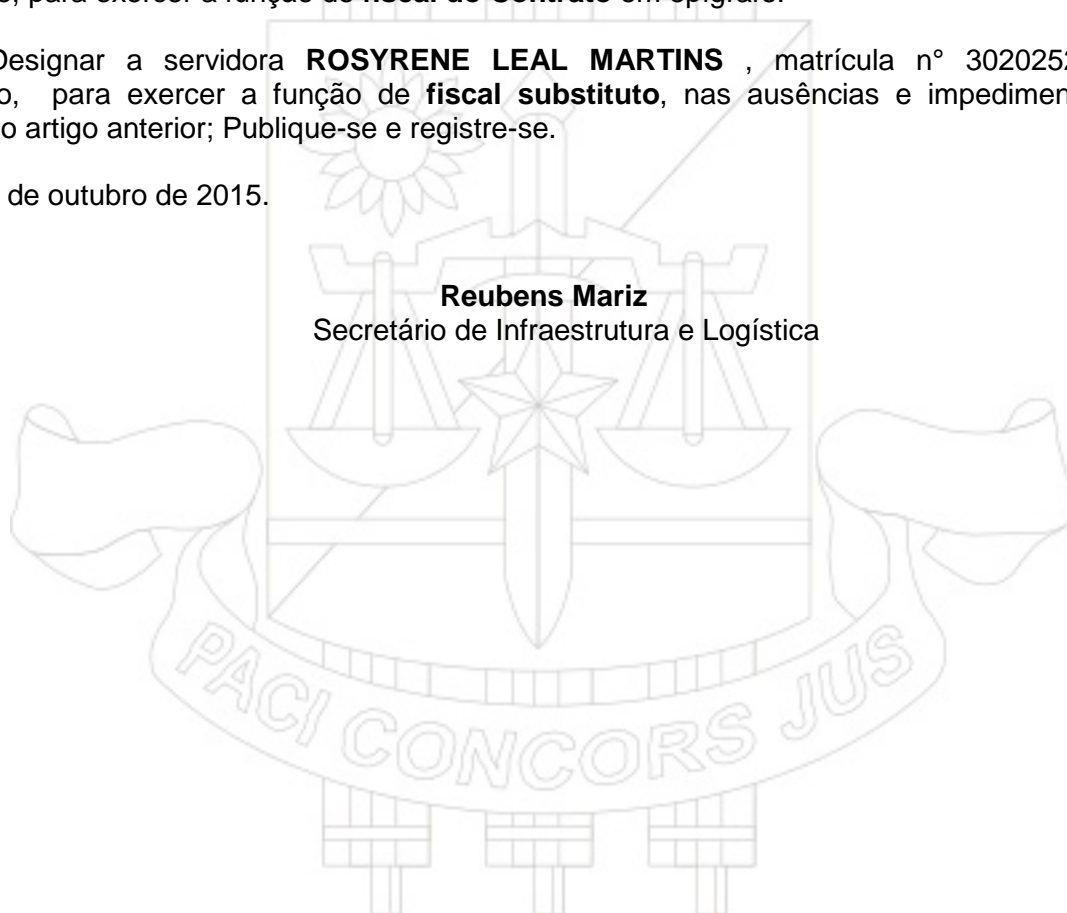 para exercer a função de fiscal do Contrato em epígrafe.
Designar a servidora ROSYRENE LEAL MARTINS , matrícula n° 3020252
para exercer a função de fiscal substituto, nas ausências e
o artigo anterior; Publique-se e registre-se.
de outubro de 2015.
Reubens Mariz
Secretário de Infraestrutura e Logística
PACI CONCORS JUS